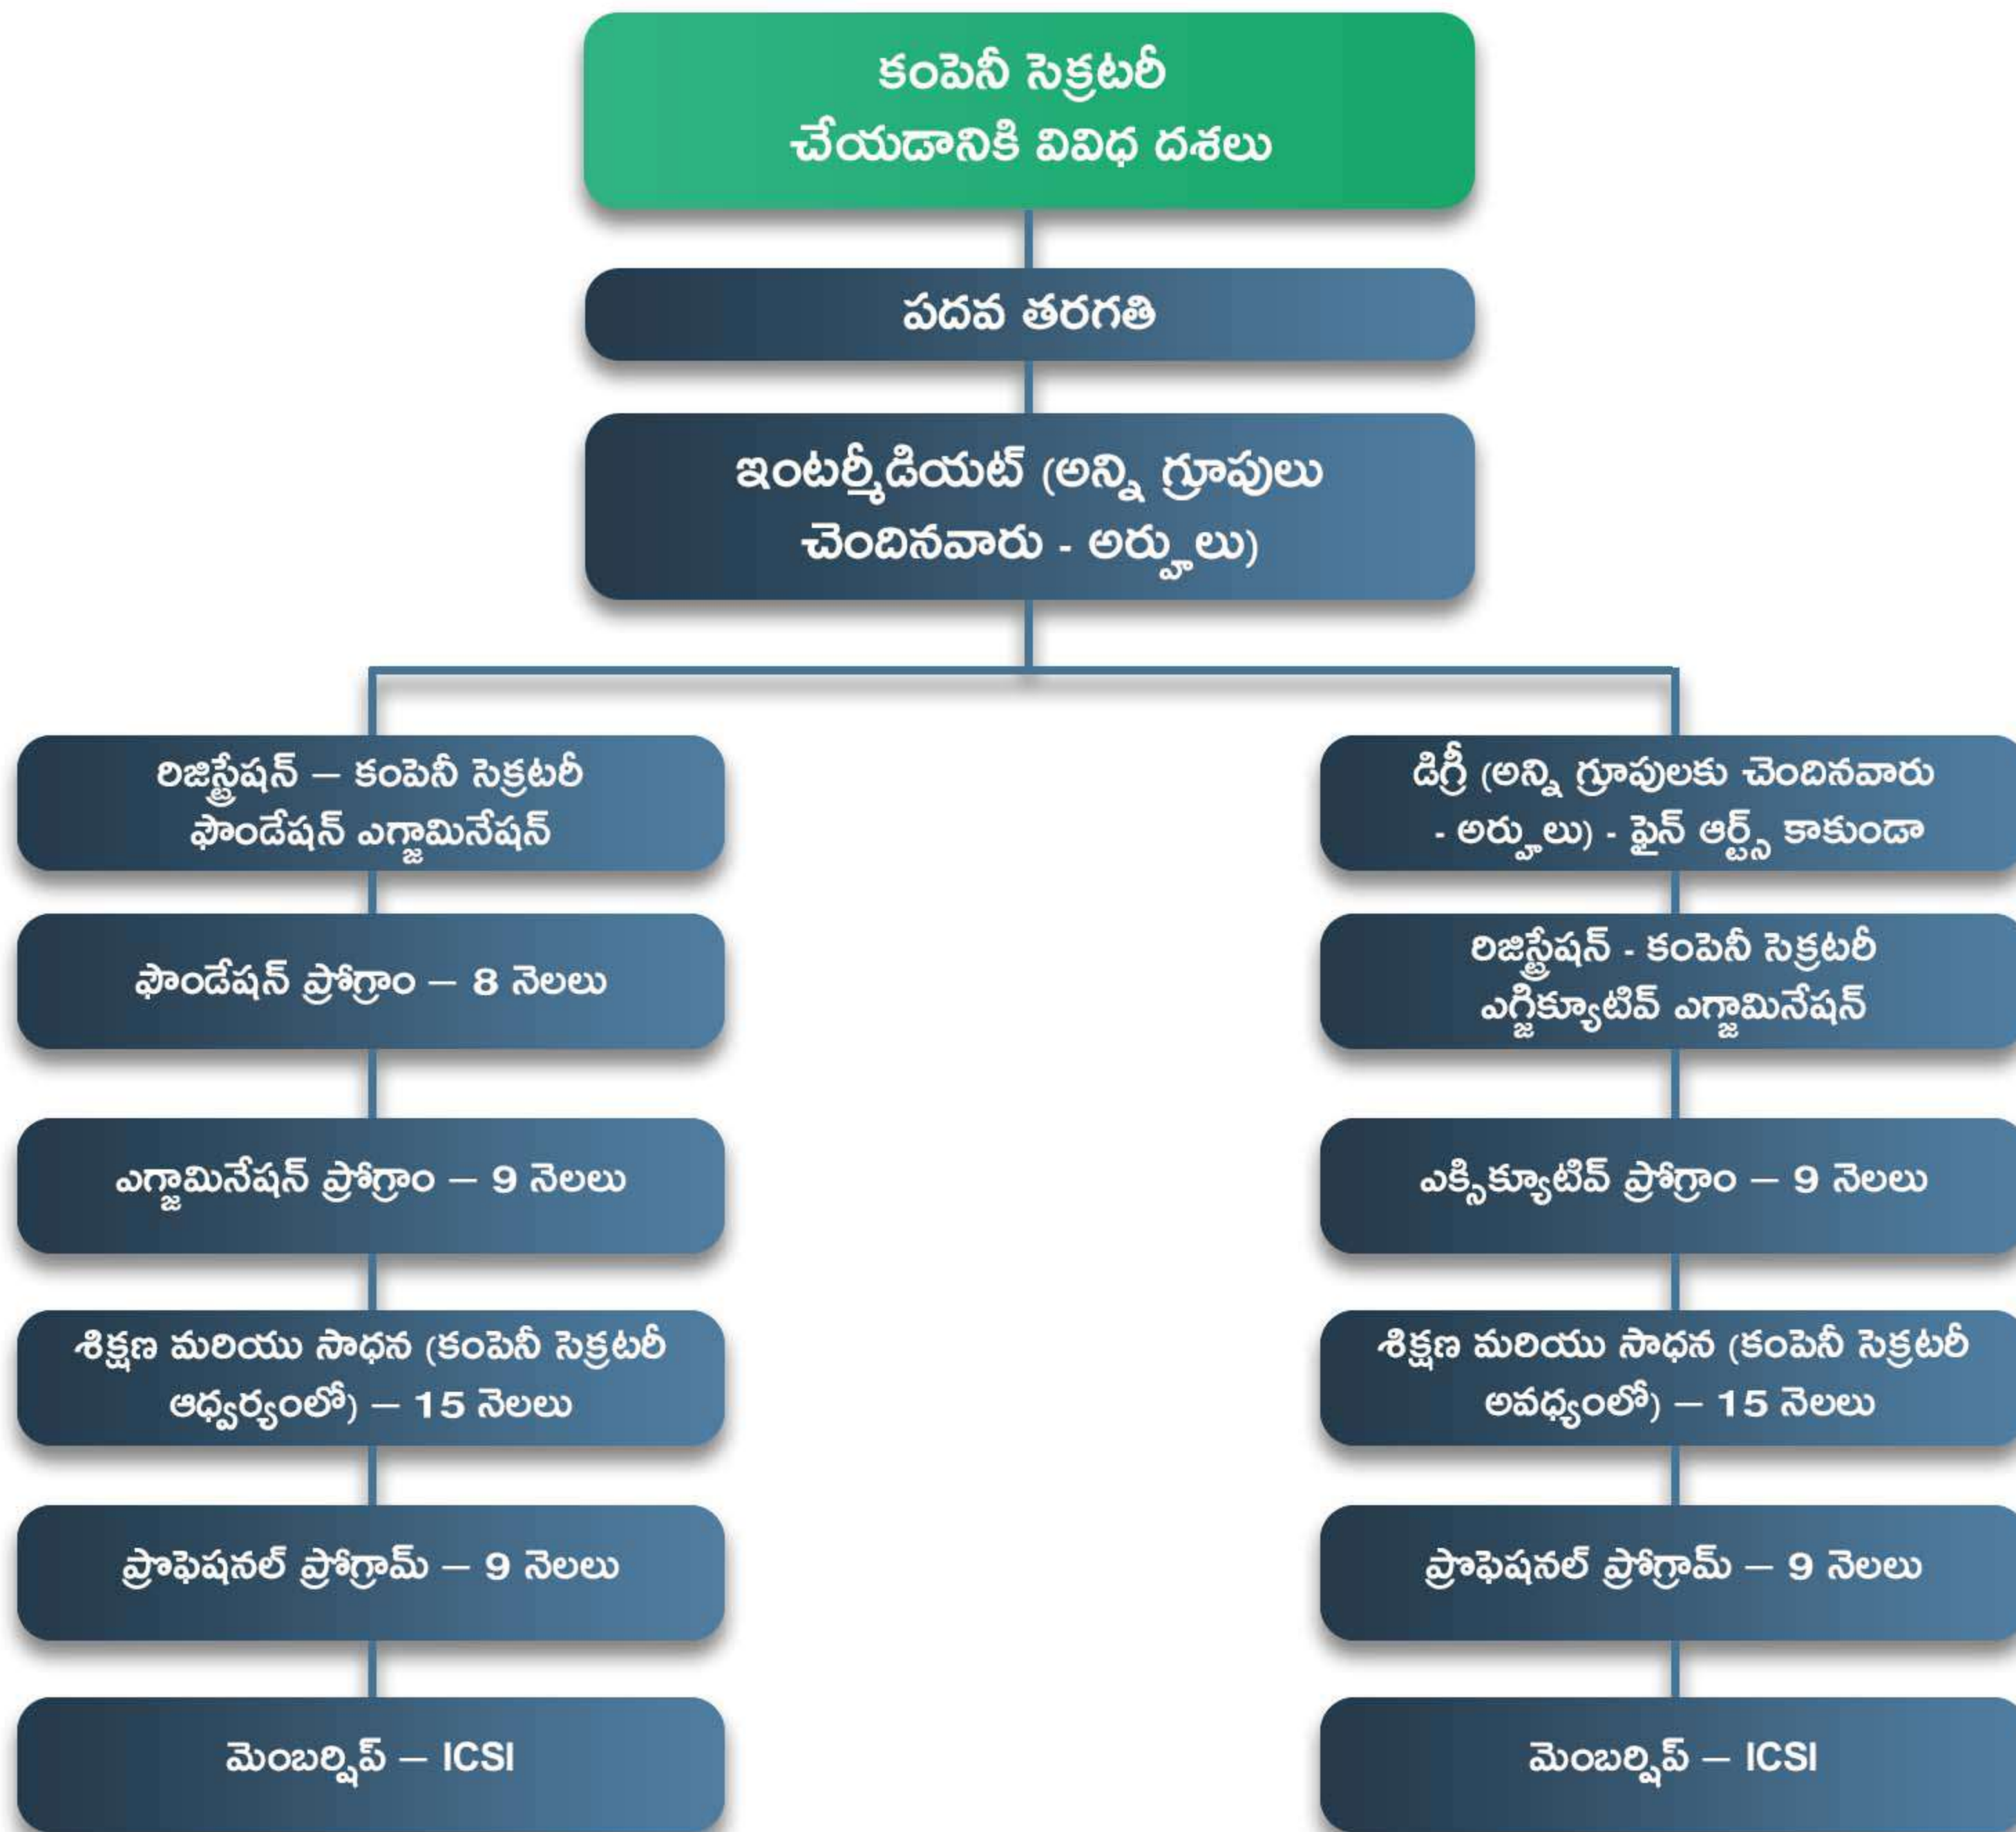 కంపెనీ సెక్రటరీ
చేయడానికి వివిధ దశలు
పదవ తరగతి
ఇంటర్మీడియట్ (అన్ని గ్రూపులు
చెందినవారు - అర్హులు)
రిజిస్ట్రేషన్ – కంపెనీ సెక్రటరీ
ఫౌండేషన్ ఎగ్జామినేషన్
ఫౌండేషన్ ప్రోగ్రాం – 8 నెలలు
ఎగ్జామినేషన్ ప్రోగ్రాం – 9 నెలలు
శిక్షణ మరియు సాధన (కంపెనీ సెక్రటరీ
ఆధ్వర్యంలో) – 15 నెలలు
ప్రొఫెషనల్ ప్రోగ్రామ్ – 9 నెలలు
మెంబర్షిప్ – ICSI
డిగ్రీ (అన్ని గ్రూపులకు చెందినవారు
- అర్హులు) - ఫైన్ ఆర్ట్స్ కాకుండా
రిజిస్ట్రేషన్ - కంపెనీ సెక్రటరీ
ఎగ్జిక్యూటివ్ ఎగ్జామినేషన్
ఎక్సిక్యూటివ్ ప్రోగ్రాం – 9 నెలలు
శిక్షణ మరియు సాధన (కంపెనీ సెక్రటరీ
అవధ్యంలో) – 15 నెలలు
ప్రొఫెషనల్ ప్రోగ్రామ్ – 9 నెలలు
మెంబర్షిప్ – ICSI